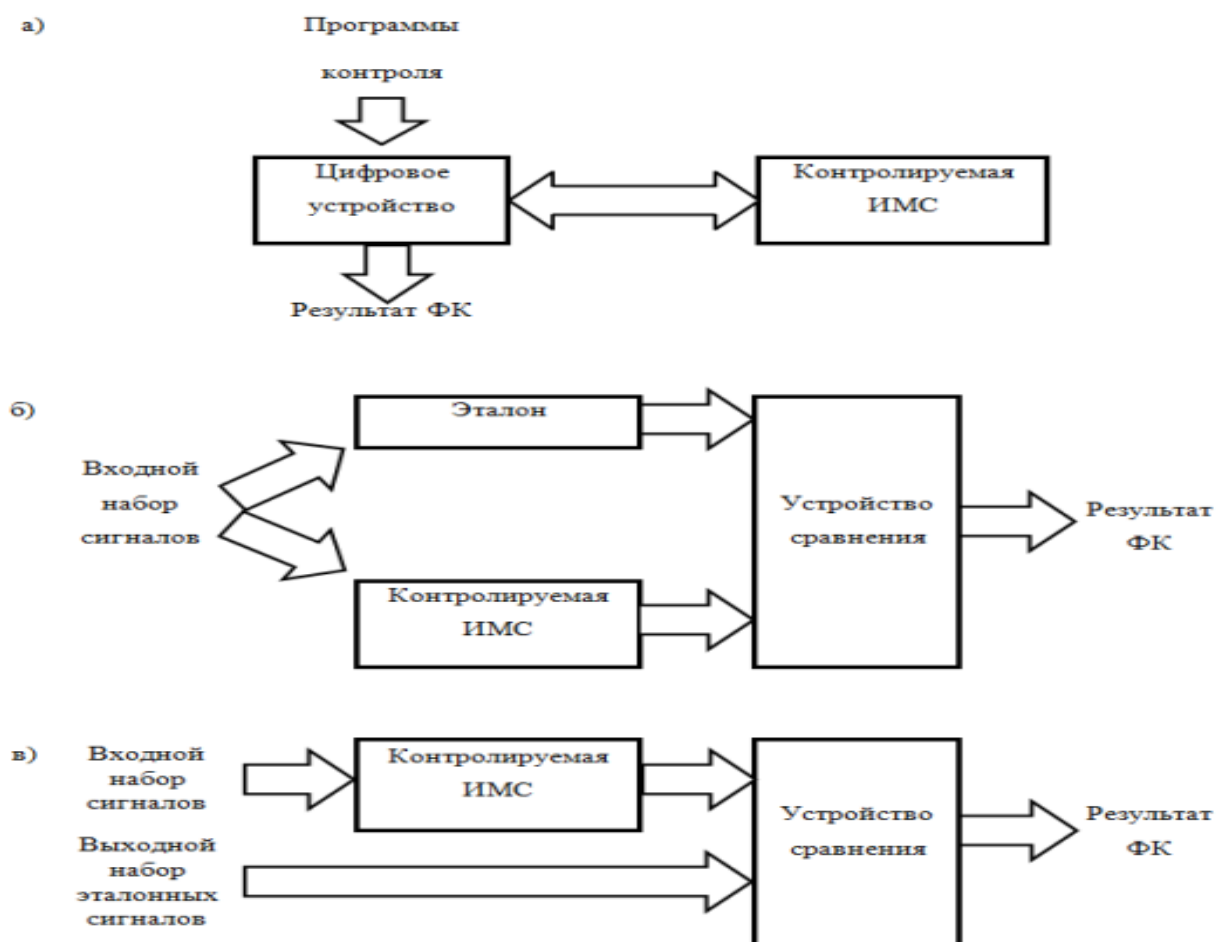 а)
Программы
контроля
Цифровое
устройство
Контролируемая
ИМС
Результат ФК
б)
Входной
набор
сигналов
Эталон
Контролируемая
ИМС
Устройство
сравнения
Результат
ФК
в)
Входной
набор
сигналов
Выходной
набор
эталонных
сигналов
Контролируемая
ИМС
Устройство
сравнения
Результат
ФК